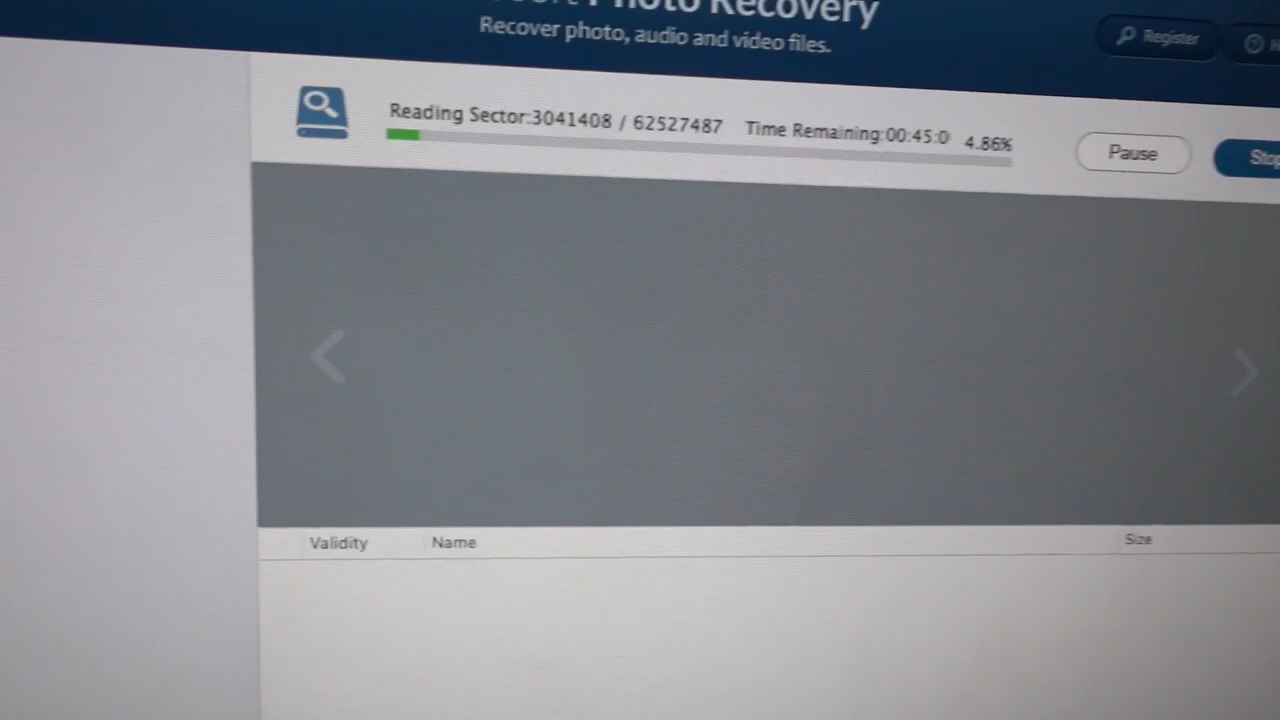 Photo Recovery
Recover photo, audio and video files.
Register
Reading Sector:3041408 / 62527487 Time Remaining:00:45:0 4.86%
Pause
Stop
Validity Name Size